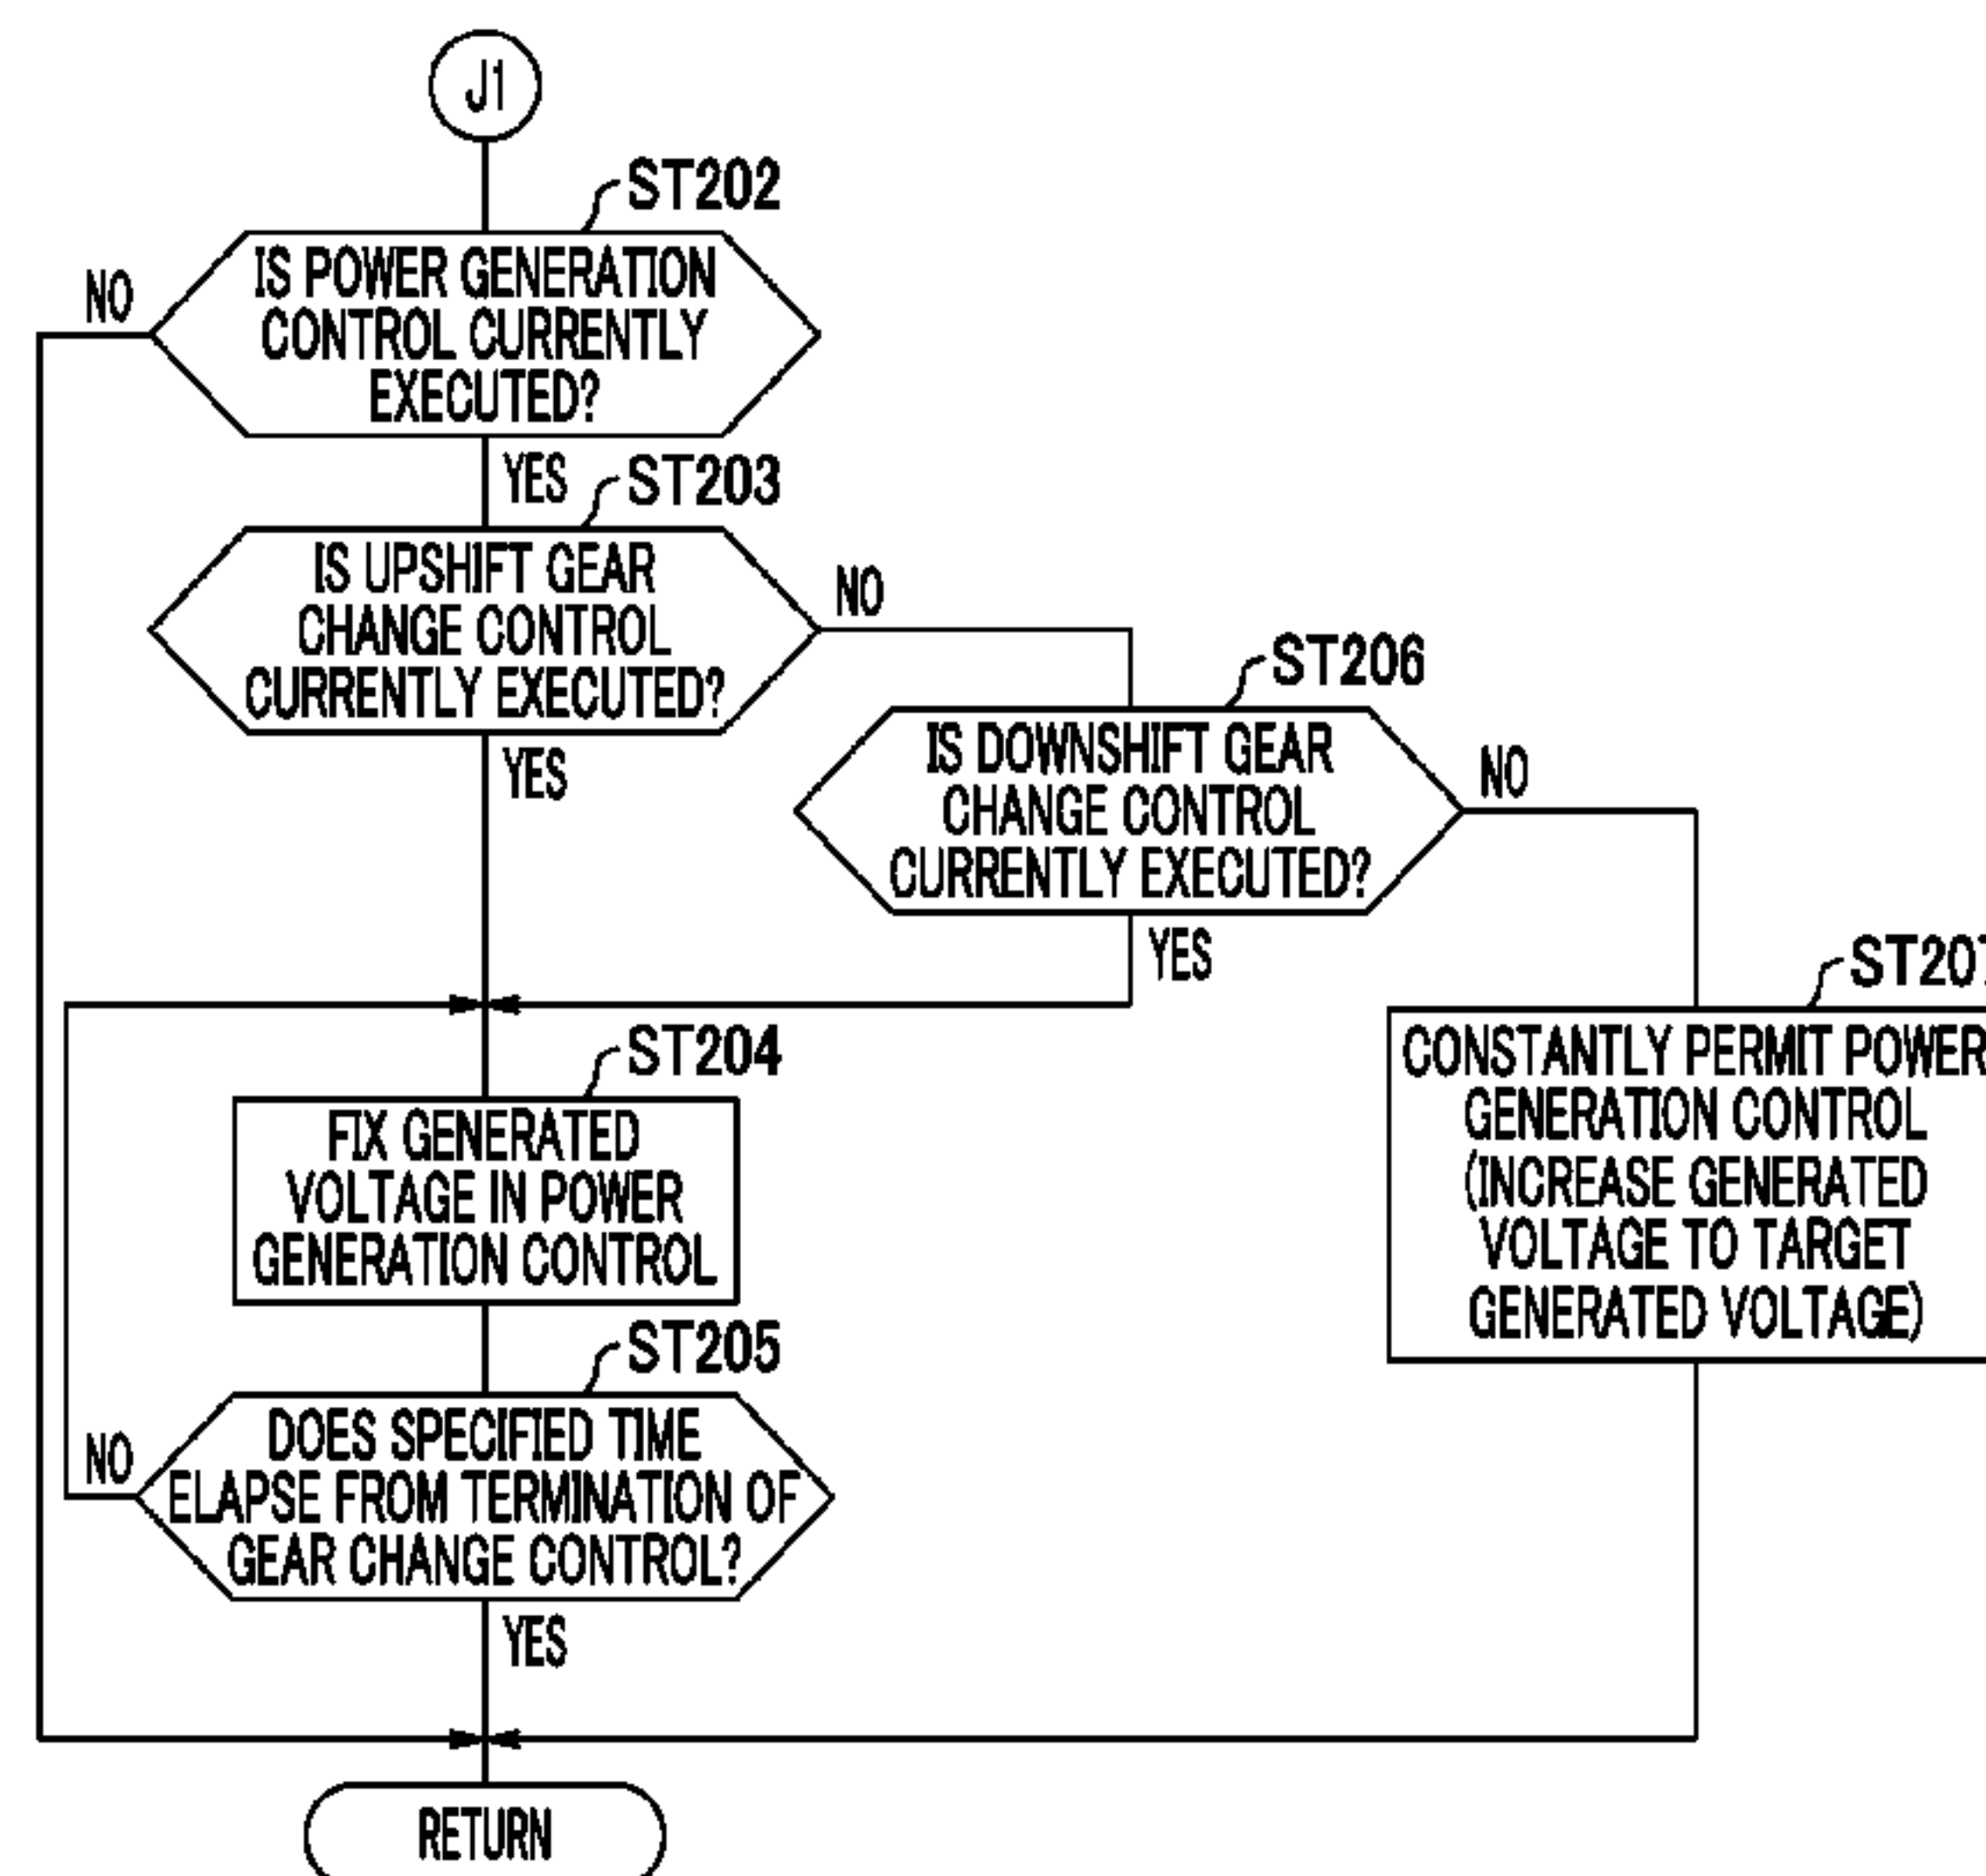 J1
ST202
IS POWER GENERATION
CONTROL CURRENTLY
EXECUTED?
NO
YES
ST203
IS UPSHIFT GEAR
CHANGE CONTROL
CURRENTLY EXECUTED?
NO
YES
ST206
IS DOWNSHIFT GEAR
CHANGE CONTROL
CURRENTLY EXECUTED?
NO
YES
ST207
CONSTANTLY PERMIT POWER
GENERATION CONTROL
(INCREASE GENERATED
VOLTAGE TO TARGET
GENERATED VOLTAGE)
ST204
FIX GENERATED
VOLTAGE IN POWER
GENERATION CONTROL
ST205
DOES SPECIFIED TIME
ELAPSE FROM TERMINATION OF
GEAR CHANGE CONTROL?
NO
YES
RETURN